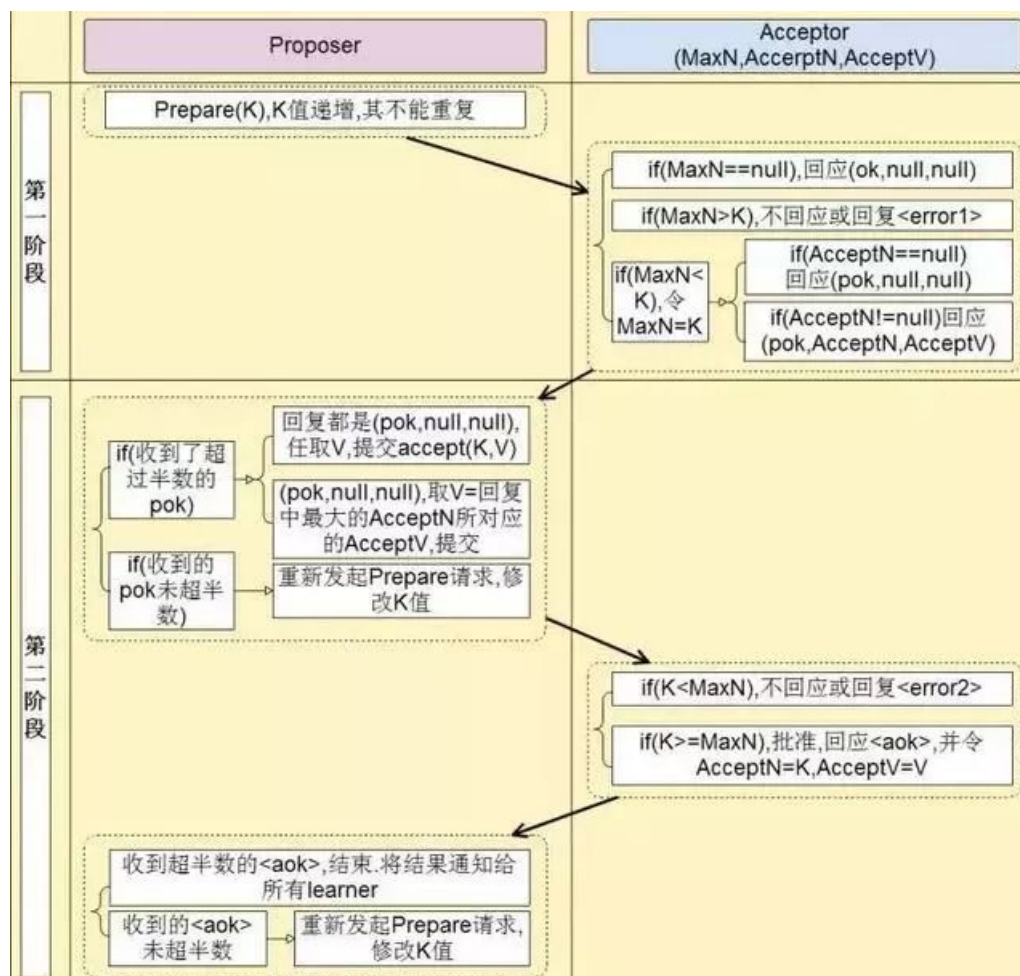 Proposer
Acceptor
(MaxN,AccerptN,AcceptV)
第一阶段
Prepare(K),K值递增,其不能重复
if(MaxN==null),回应(ok,null,null)
if(MaxN>K),不回应或回复<error1>
if(MaxN<
K),令
MaxN=K
if(AcceptN==null)
回应(pok,null,null)
if(AcceptN!=null)回应
(pok,AcceptN,AcceptV)
第二阶段
if(收到了超
过半数的
pok)
回复都是(pok,null,null),
任取V,提交accept(K,V)
(pok,null,null),取V=回复
中最大的AcceptN所对应
的AcceptV,提交
if(收到的
pok未超半
数)
重新发起Prepare请求,修
改K值
if(K<MaxN),不回应或回复<error2>
if(K>=MaxN),批准,回应<aok>,并令
AcceptN=K,AcceptV=V
收到超半数的<aok>,结束.将结果通知给
所有learner
收到的<aok>
未超半数
重新发起Prepare请求,
修改K值